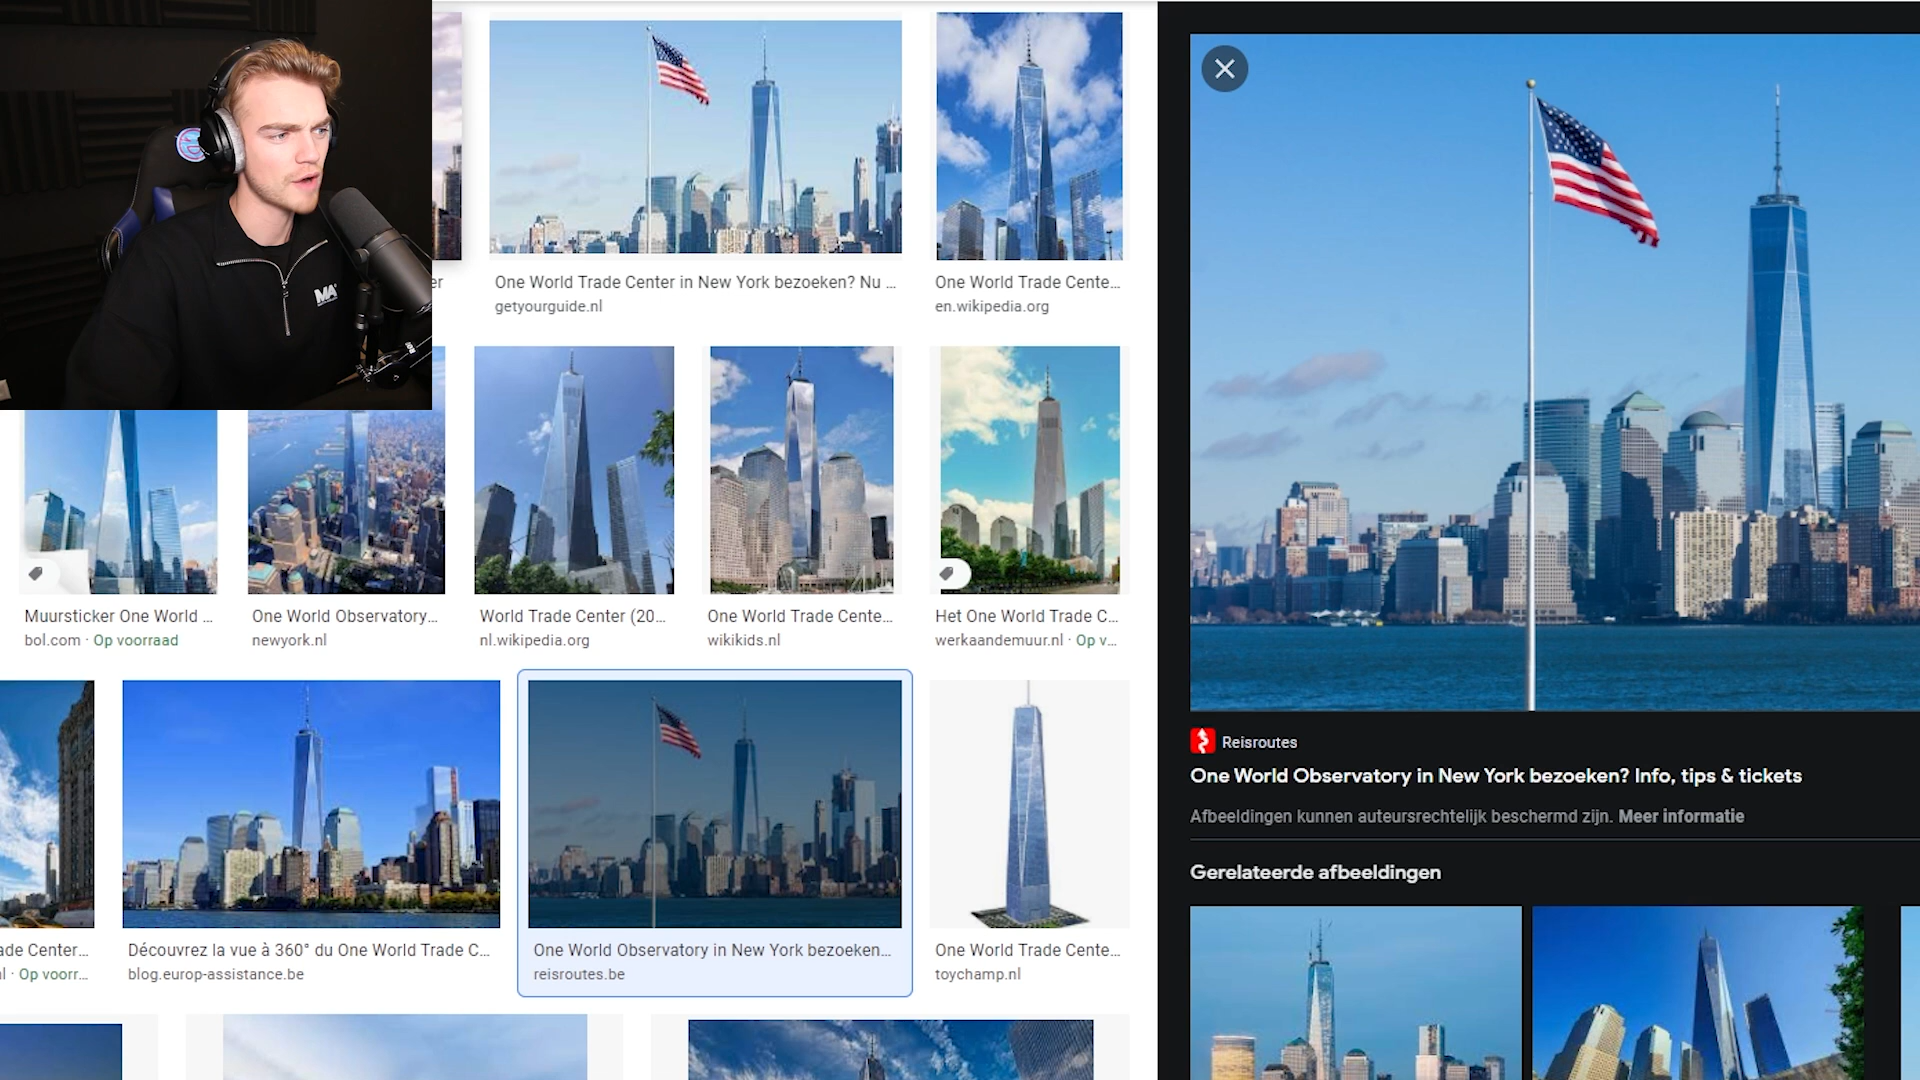 MA
er
One World Trade Center in New York bezoeken? Nu ...
getyourguide.nl
One World Trade Cente...
en.wikipedia.org
Muursticker One World ...
bol.com · Op voorraad
One World Observatory...
newyork.nl
World Trade Center (20...
nl.wikipedia.org
One World Trade Cente...
wikikids.nl
Het One World Trade C...
werkaandemuur.nl · Op v...
ade Center...
nl · Op voorr...
Découvrez la vue à 360° du One World Trade C...
blog.europ-assistance.be
One World Observatory in New York bezoeken...
reisroutes.be
One World Trade Cente...
toychamp.nl
Reisroutes
One World Observatory in New York bezoeken? Info, tips & tickets
Afbeeldingen kunnen auteursrechtelijk beschermd zijn. Meer informatie
Gerelateerde afbeeldingen